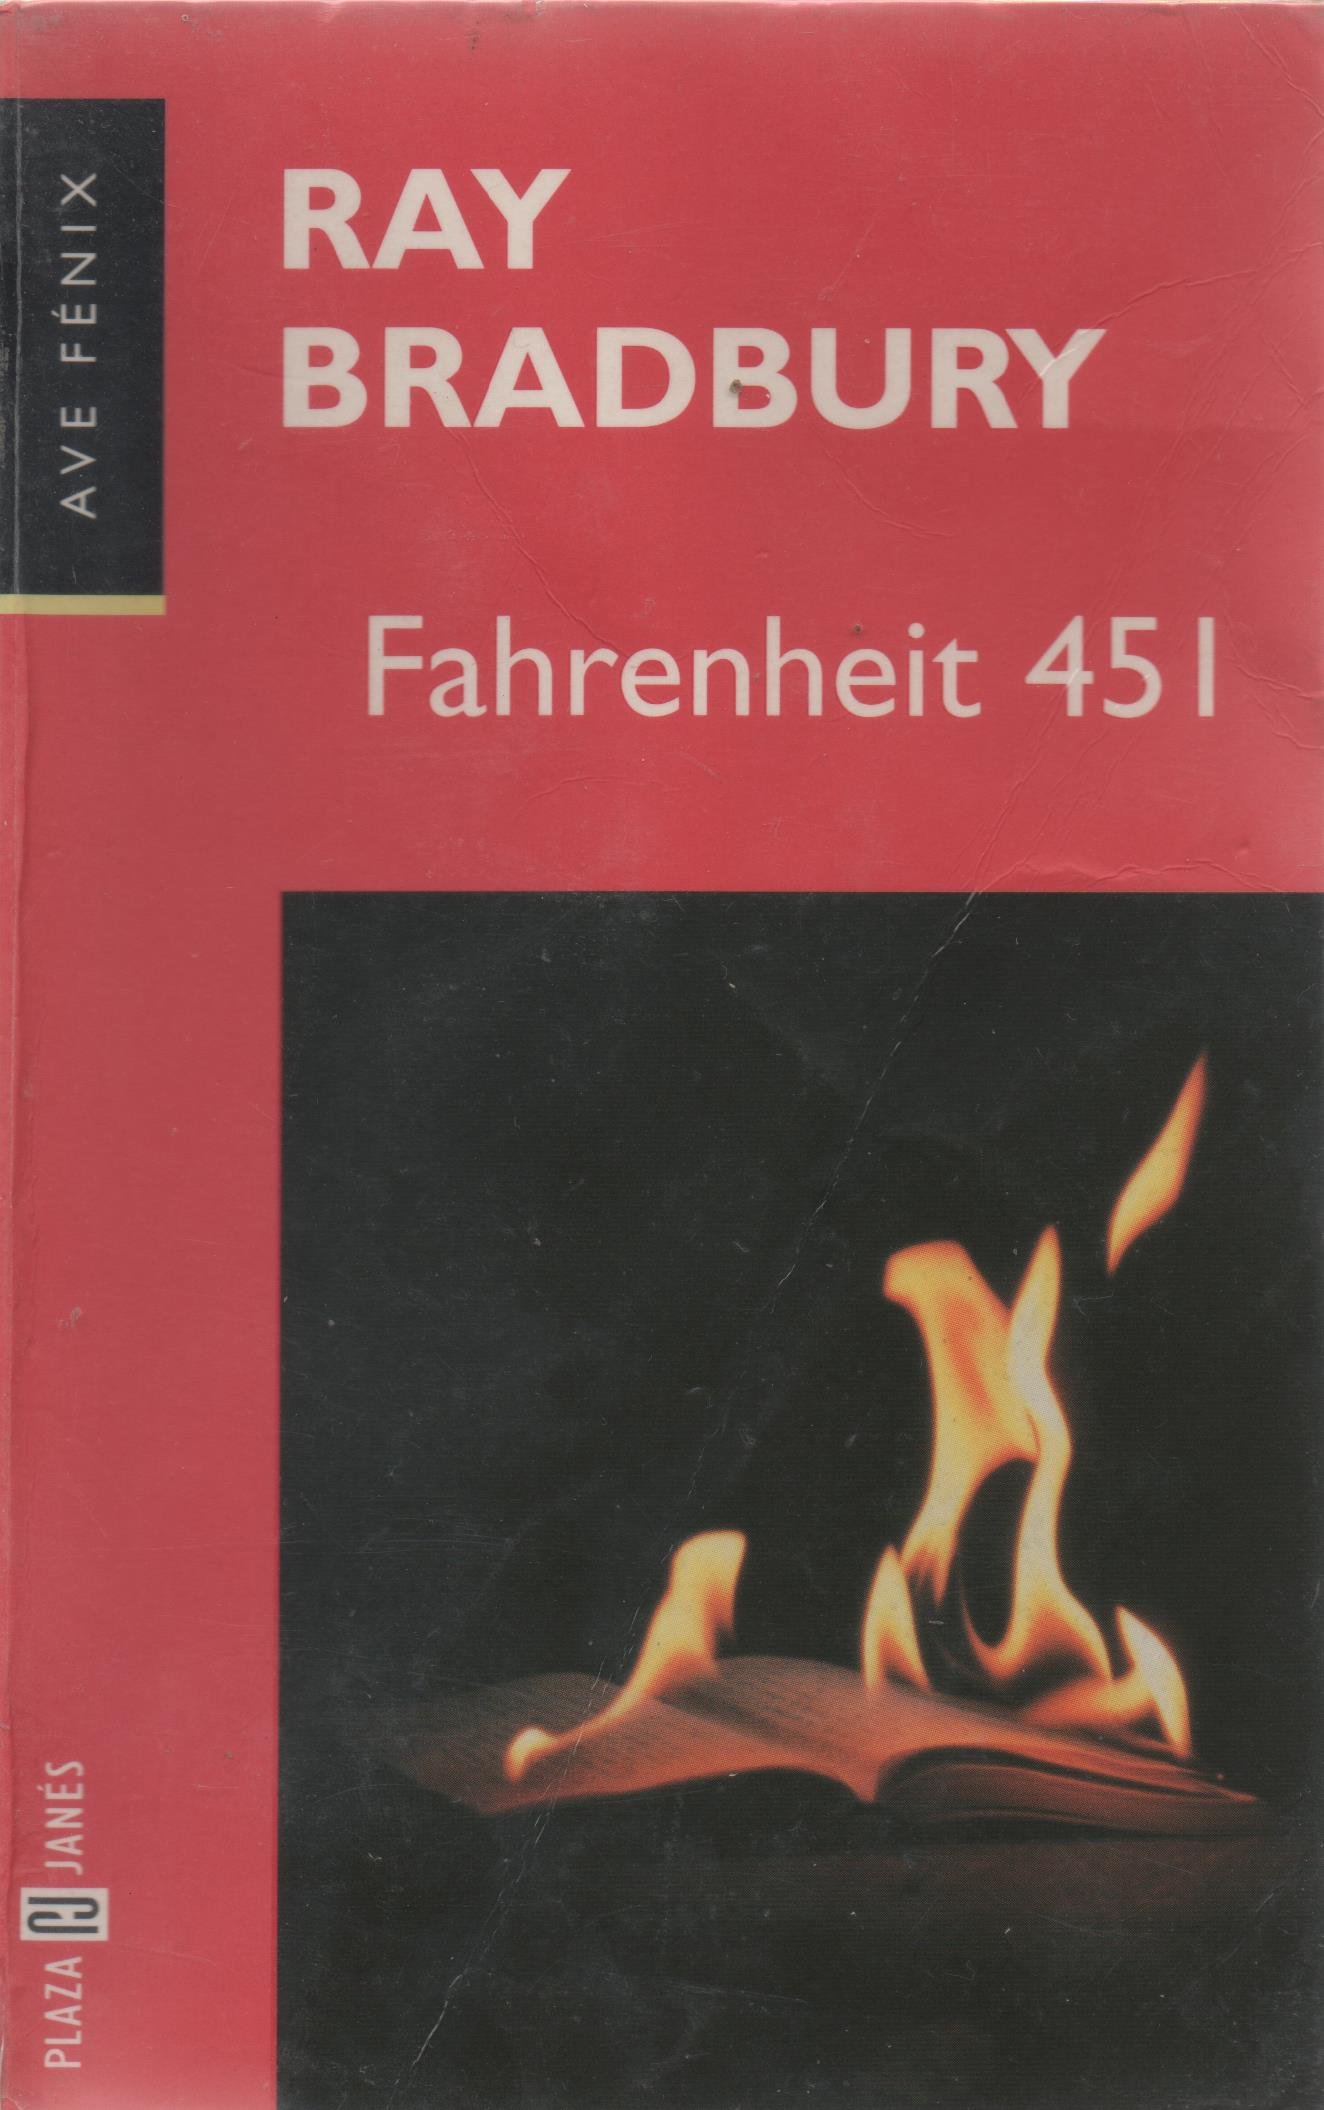 AVE FÉNIX
RAY
BRADBURY
Fahrenheit 451
PLAZA PJ JANÉS